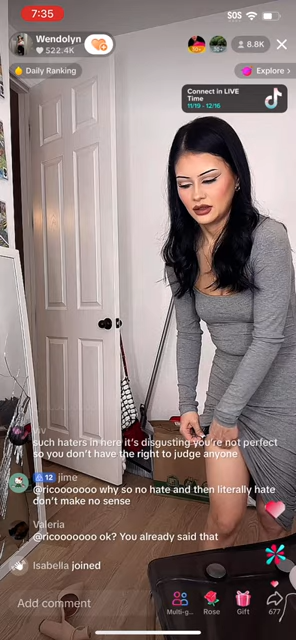 7:35
SOS
Wendolyn
522.4K
30+
30+
8.8K
Daily Ranking
Explore >
Connect in LIVE
Time
11/19 - 12/16
such haters in here it's disgusting you're not perfect
so you don't have the right to judge anyone
12 jime
@ricooooooo why so no hate and then literally hate
don't make no sense
Valeria
@ricooooooo ok? You already said that
Isabella joined
Add comment
Multi-g...
Rose
Gift
677